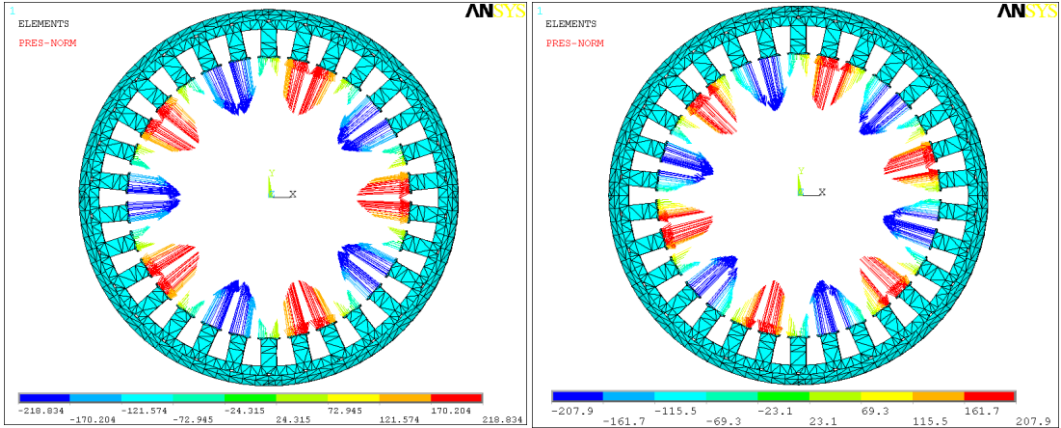 1
ANSYS
ELEMENTS
PRES-NORM
Y
X
-218.834 -121.574 -24.315 72.945 170.204
-170.204 -72.945 24.315 121.574 218.834
1
ANSYS
ELEMENTS
PRES-NORM
Y
X
-207.9 -115.5 -23.1 69.3 161.7
-161.7 -69.3 23.1 115.5 207.9